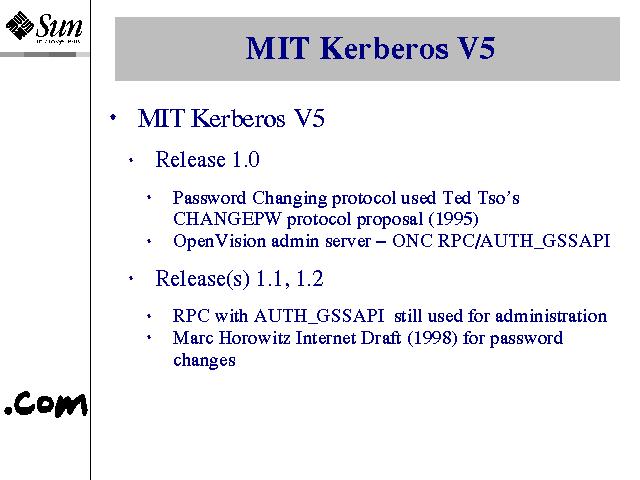 Sun
microsystems
MIT Kerberos V5
• MIT Kerberos V5
• Release 1.0
• Password Changing protocol used Ted Tso's
CHANGEPW protocol proposal (1995)
• OpenVision admin server – ONC RPC/AUTH_GSSAPI
• Release(s) 1.1, 1.2
• RPC with AUTH_GSSAPI still used for administration
• Marc Horowitz Internet Draft (1998) for password
changes
.com